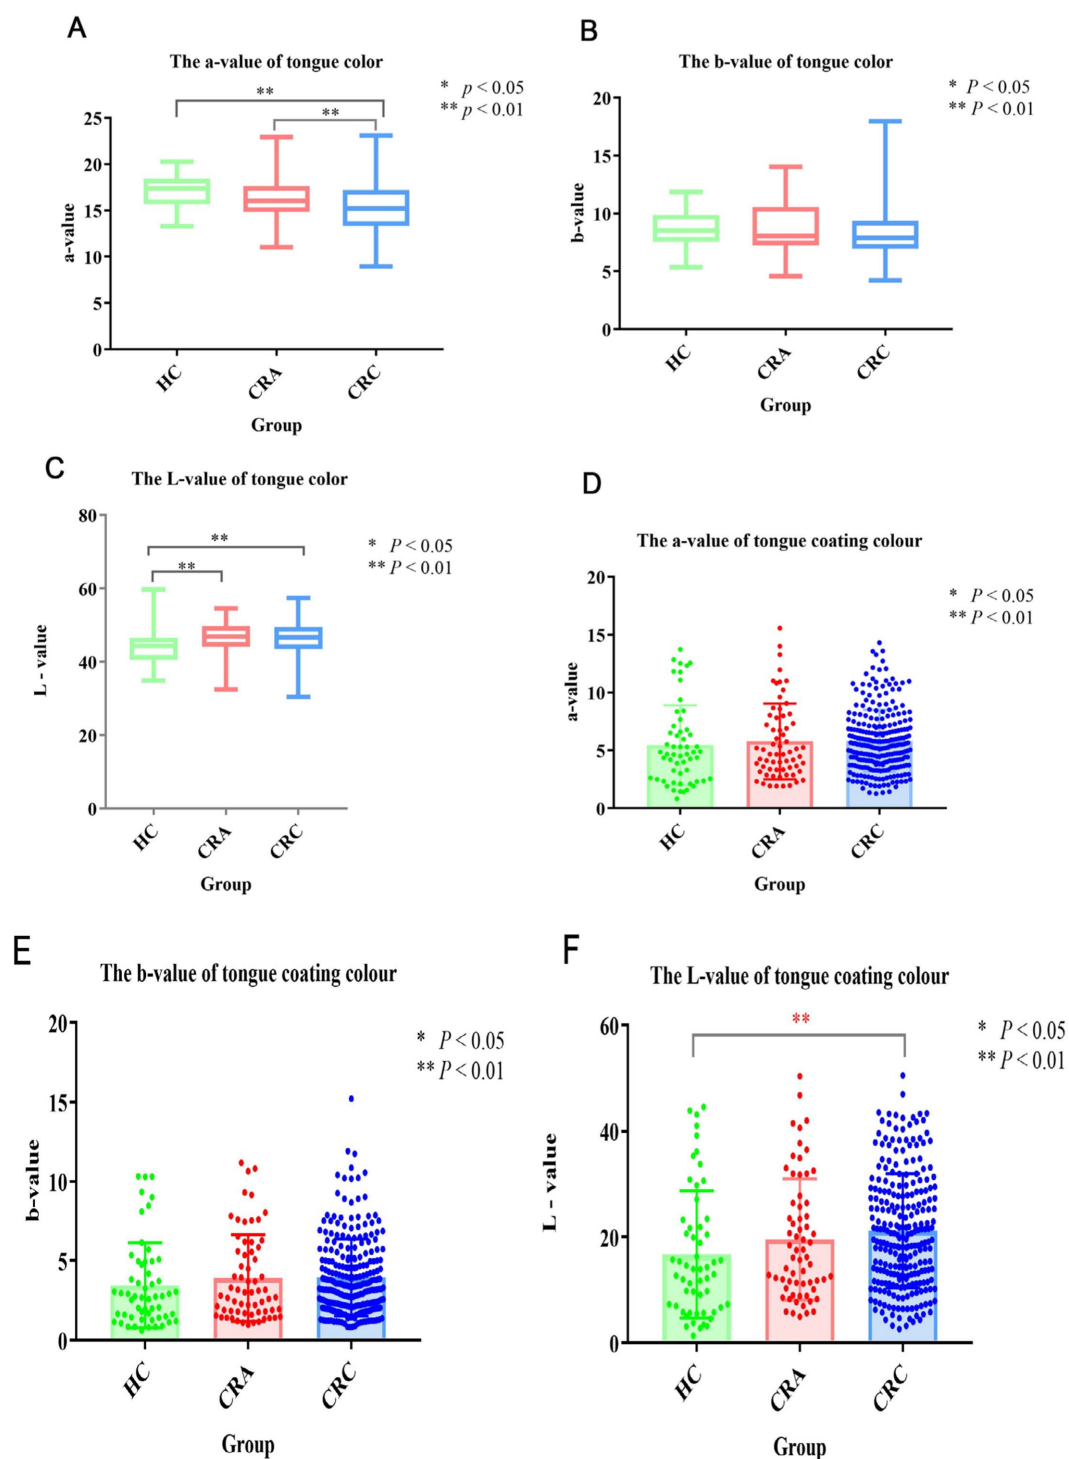 A
The a-value of tongue color
* p < 0.05
** p < 0.01
**
**
25
20
15
10
5
0
a-value
HC
CRA
CRC
Group
B
The b-value of tongue color
* P < 0.05
** P < 0.01
20
15
10
5
0
b-value
HC
CRA
CRC
Group
C
The L-value of tongue color
* P < 0.05
** P < 0.01
**
**
80
60
40
20
0
L - value
HC
CRA
CRC
Group
D
The a-value of tongue coating colour
* P < 0.05
** P < 0.01
20
15
10
5
0
a-value
HC
CRA
CRC
Group
E
The b-value of tongue coating colour
* P < 0.05
** P < 0.01
20
15
10
5
0
b-value
HC
CRA
CRC
Group
F
The L-value of tongue coating colour
**
* P < 0.05
** P < 0.01
60
40
20
0
L - value
HC
CRA
CRC
Group